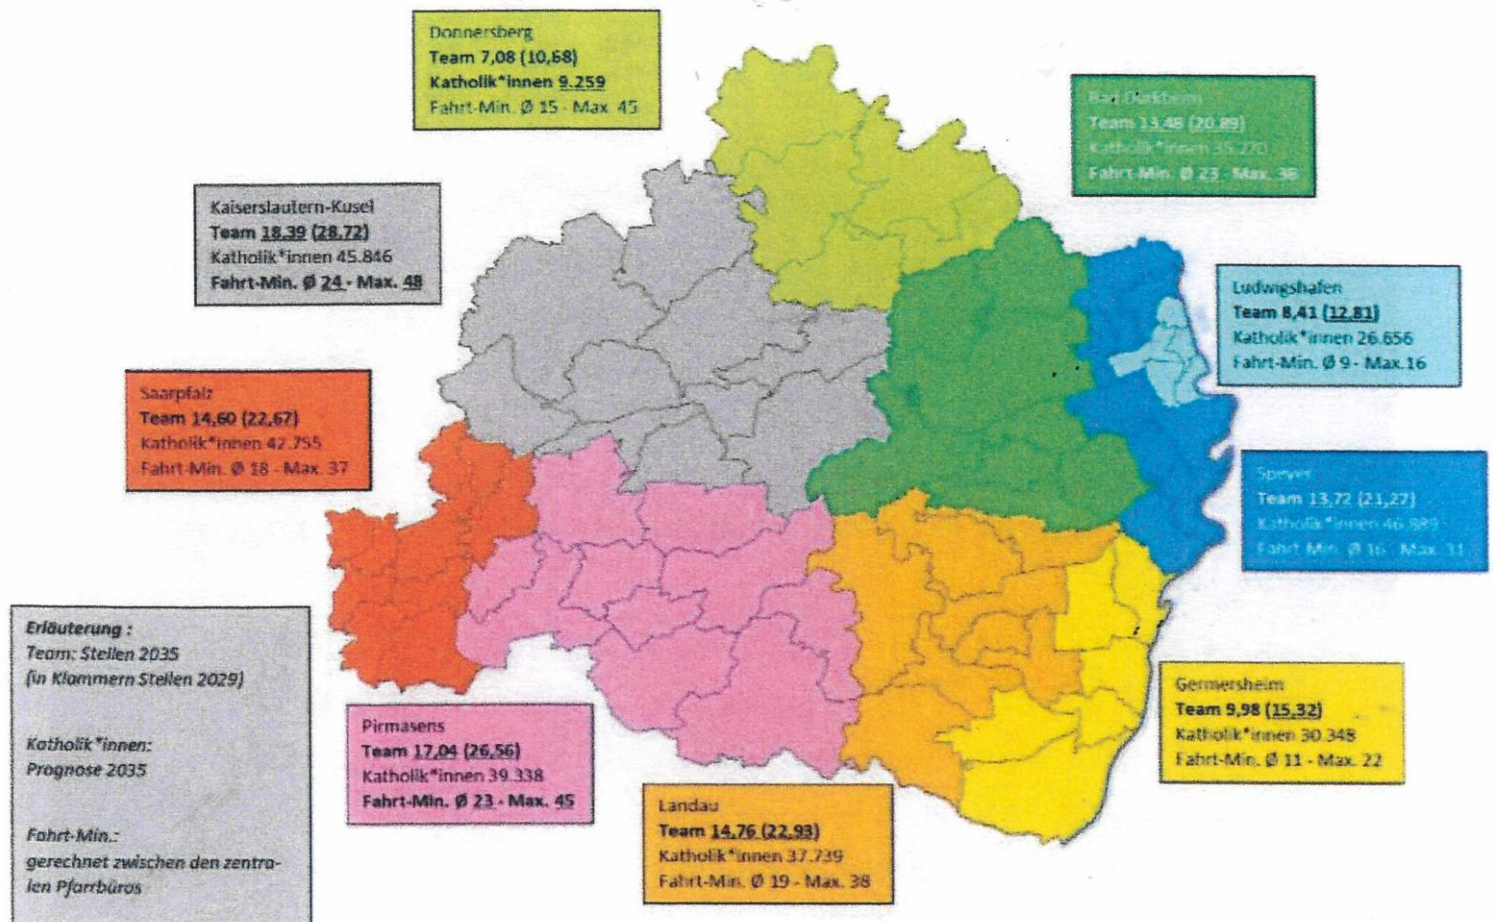 Donnersberg
Team 7,08 (10,68)
Katholik*innen 9.259
Fahrt-Min. Ø 15 - Max. 45
Bad Dürkheim
Team 13,48 (20,89)
Katholik*innen 35.270
Fahrt-Min. Ø 23 - Max. 38
Kaiserslautern-Kusel
Team 18,39 (28,72)
Katholik*innen 45.846
Fahrt-Min. Ø 24 - Max. 48
Ludwigshafen
Team 8,41 (12,81)
Katholik*innen 26.656
Fahrt-Min. Ø 9 - Max.16
Saarpfalz
Team 14,60 (22,67)
Katholik*innen 42.755
Fahrt-Min. Ø 18 - Max. 37
Speyer
Team 13,72 (21,27)
Katholik*innen 46.889
Fahrt-Min. Ø 16 - Max. 31
Erläuterung :
Team: Stellen 2035
(in Klammern Stellen 2029)
Katholik*innen:
Prognose 2035
Fahrt-Min.:
gerechnet zwischen den zentra-
len Pfarrbüros
Pirmasens
Team 17,04 (26,56)
Katholik*innen 39.338
Fahrt-Min. Ø 23 - Max. 45
Germersheim
Team 9,98 (15,32)
Katholik*innen 30.348
Fahrt-Min. Ø 11 - Max. 22
Landau
Team 14,76 (22,93)
Katholik*innen 37.739
Fahrt-Min. Ø 19 - Max. 38